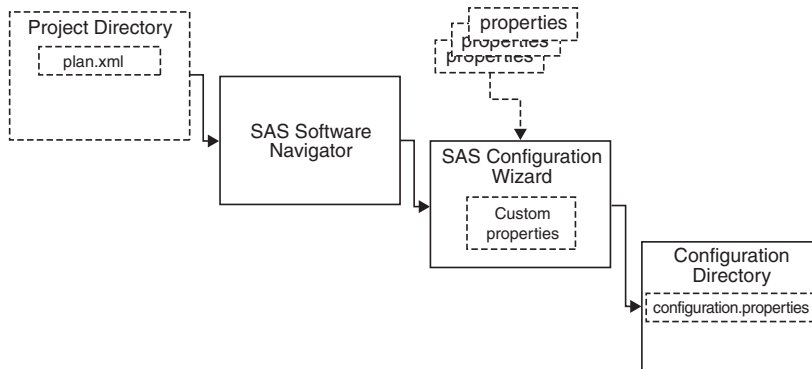 Project Directory
plan.xml
properties
properties
properties
SAS Software
Navigator
SAS Configuration
Wizard
Custom
properties
Configuration
Directory
configuration.properties